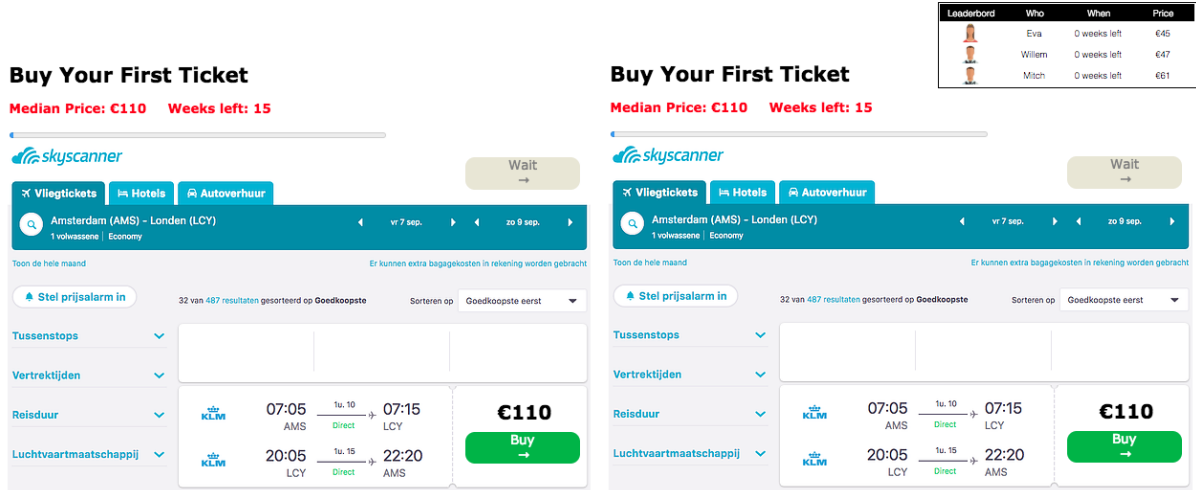 Leaderbord Who When Price
Eva 0 weeks left €45
Willem 0 weeks left €47
Mitch 0 weeks left €61
Buy Your First Ticket
Median Price: €110 Weeks left: 15
skyscanner
Wait
→
Vliegtickets Hotels Autoverhuur
Amsterdam (AMS) – Londen (LCY) vr 7 sep. zo 9 sep.
1 volwassene | Economy
Toon de hele maand Er kunnen extra bagagekosten in rekening worden gebracht
Stel prijsalarm in 32 van 487 resultaten gesorteerd op Goedkoopste Sorteren op Goedkoopste eerst
Tussenstops
Vertrektijden
Reisduur
Luchtvaartmaatschappij
KLM 07:05 1u. 10 07:15
AMS Direct LCY
KLM 20:05 1u. 15 22:20
LCY Direct AMS
€110
Buy
→
Buy Your First Ticket
Median Price: €110 Weeks left: 15
skyscanner
Wait
→
Vliegtickets Hotels Autoverhuur
Amsterdam (AMS) – Londen (LCY) vr 7 sep. zo 9 sep.
1 volwassene | Economy
Toon de hele maand Er kunnen extra bagagekosten in rekening worden gebracht
Stel prijsalarm in 32 van 487 resultaten gesorteerd op Goedkoopste Sorteren op Goedkoopste eerst
Tussenstops
Vertrektijden
Reisduur
Luchtvaartmaatschappij
KLM 07:05 1u. 10 07:15
AMS Direct LCY
KLM 20:05 1u. 15 22:20
LCY Direct AMS
€110
Buy
→